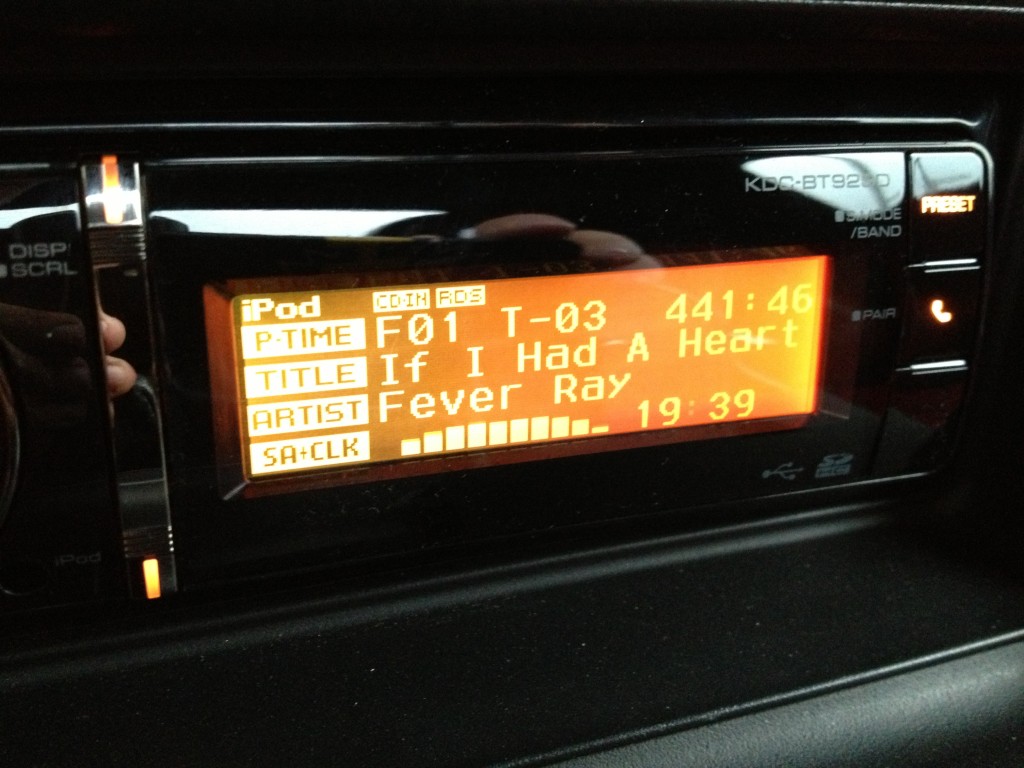 KDC-BT92SD
PRESET
S.MODE
/BAND
DISP
SCRL
iPod CD-IN RDS
P-TIME F01 T-03 441:46
TITLE If I Had A Heart
ARTIST Fever Ray
SA+CLK 19:39
PAIR
iPod